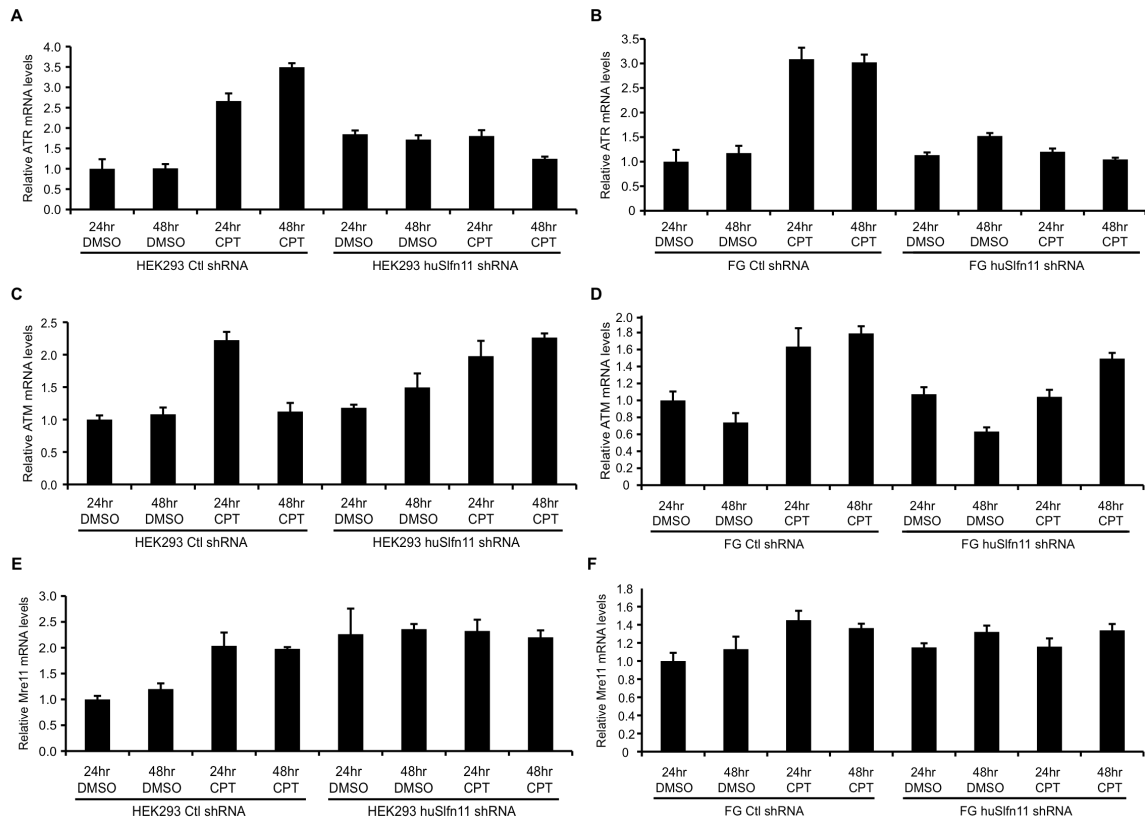 A
Relative ATR mRNA levels
4.0
3.5
3.0
2.5
2.0
1.5
1.0
0.5
0.0
24hr 48hr 24hr 48hr 24hr 48hr 24hr 48hr
DMSO DMSO CPT CPT DMSO DMSO CPT CPT
HEK293 Ctl shRNA HEK293 huSlfn11 shRNA
B
Relative ATR mRNA levels
3.5
3.0
2.5
2.0
1.5
1.0
0.5
0
24hr 48hr 24hr 48hr 24hr 48hr 24hr 48hr
DMSO DMSO CPT CPT DMSO DMSO CPT CPT
FG Ctl shRNA FG huSlfn11 shRNA
C
Relative ATM mRNA levels
2.5
2.0
1.5
1.0
0.5
0.0
24hr 48hr 24hr 48hr 24hr 48hr 24hr 48hr
DMSO DMSO CPT CPT DMSO DMSO CPT CPT
HEK293 Ctl shRNA HEK293 huSlfn11 shRNA
D
Relative ATM mRNA levels
2.0
1.8
1.6
1.2
1.2
1.0
0.8
0.6
0.4
0.2
0
24hr 48hr 24hr 48hr 24hr 48hr 24hr 48hr
DMSO DMSO CPT CPT DMSO DMSO CPT CPT
FG Ctl shRNA FG huSlfn11 shRNA
E
Relative Mre11 mRNA levels
3.0
2.5
2.0
1.5
1.0
0.5
0.0
24hr 48hr 24hr 48hr 24hr 48hr 24hr 48hr
DMSO DMSO CPT CPT DMSO DMSO CPT CPT
HEK293 Ctl shRNA HEK293 huSlfn11 shRNA
F
Relative Mre11 mRNA levels
1.8
1.6
1.4
1.2
1.0
0.8
0.6
0.4
0.2
0
24hr 48hr 24hr 48hr 24hr 48hr 24hr 48hr
DMSO DMSO CPT CPT DMSO DMSO CPT CPT
FG Ctl shRNA FG huSlfn11 shRNA